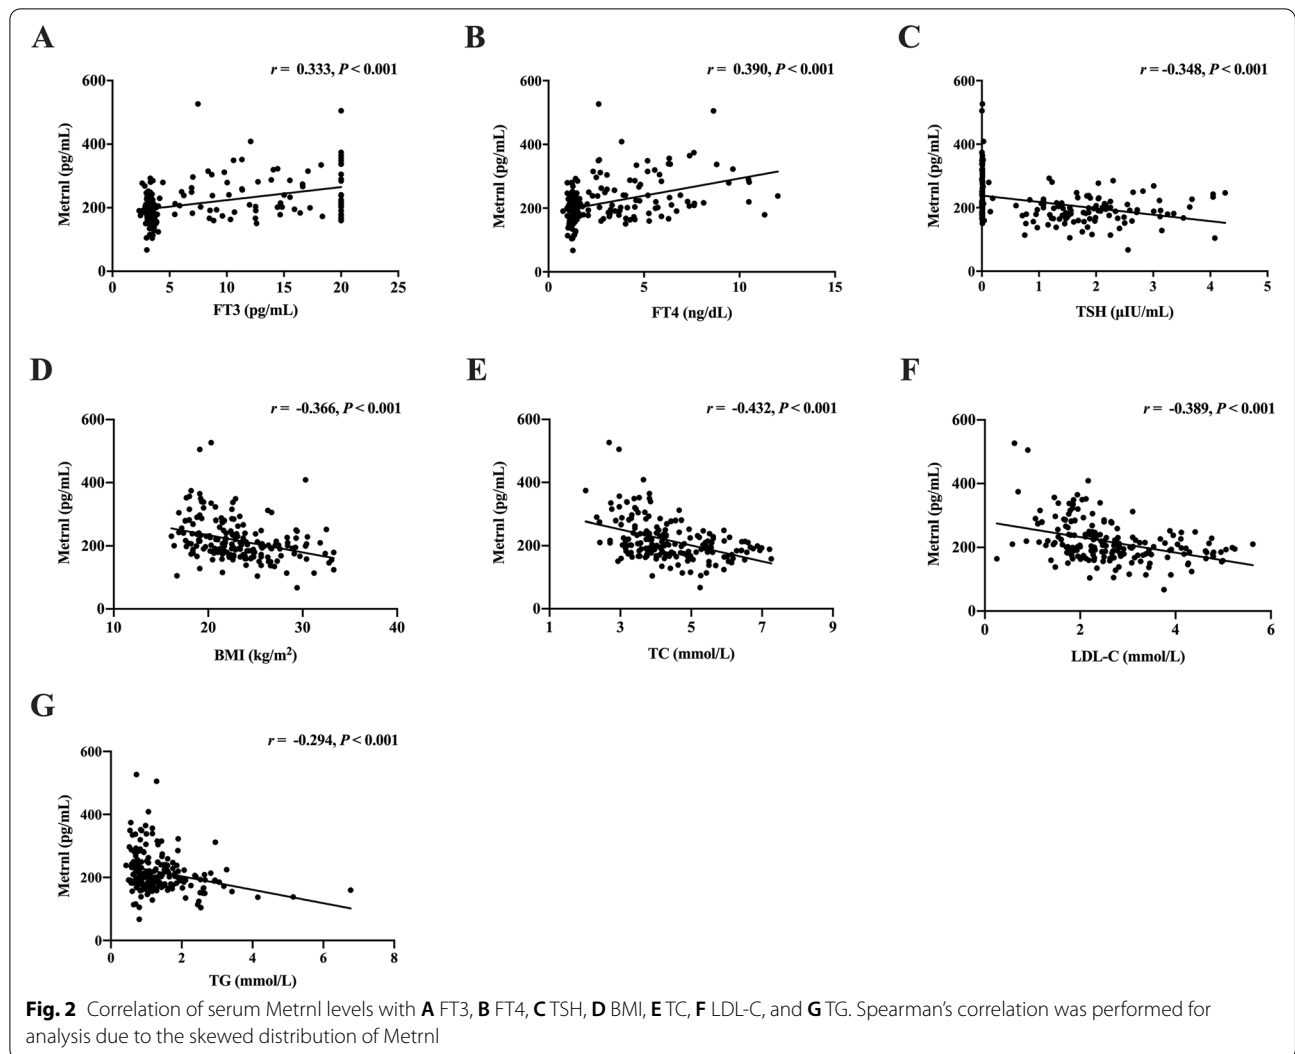 A
r = 0.333, P < 0.001
Metrnl (pg/mL)
600
400
200
0
0 5 10 15 20 25
FT3 (pg/mL)
B
r = 0.390, P < 0.001
Metrnl (pg/mL)
600
400
200
0
0 5 10 15
FT4 (ng/dL)
C
r = -0.348, P < 0.001
Metrnl (pg/mL)
600
400
200
0
0 1 2 3 4 5
TSH (μIU/mL)
D
r = -0.366, P < 0.001
Metrnl (pg/mL)
600
400
200
0
10 20 30 40
BMI (kg/m²)
E
r = -0.432, P < 0.001
Metrnl (pg/mL)
600
400
200
0
1 3 5 7 9
TC (mmol/L)
F
r = -0.389, P < 0.001
Metrnl (pg/mL)
600
400
200
0
0 2 4 6
LDL-C (mmol/L)
G
r = -0.294, P < 0.001
Metrnl (pg/mL)
600
400
200
0
0 2 4 6 8
TG (mmol/L)
Fig. 2 Correlation of serum Metrnl levels with A FT3, B FT4, C TSH, D BMI, E TC, F LDL-C, and G TG. Spearman's correlation was performed for
analysis due to the skewed distribution of Metrnl